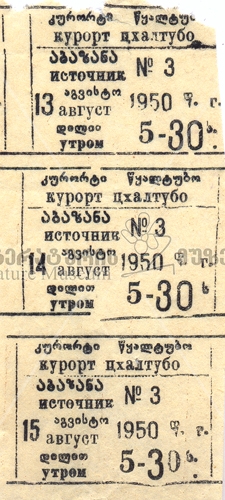 კურორტი წყალტუბო
курорт цхалтубо
აბაზანა
источник № 3
13 აგვისტო
август 1950 წ. г.
დილით
утром 5-30 ს.
კურორტი წყალტუბო
курорт цхалтубо
აბაზანა
источник № 3
14 აგვისტო
август 1950 წ. г.
დილით
утром 5-30 ს.
კურორტი წყალტუბო
курорт цхалтубо
აბაზანა
источник № 3
15 აგვისტო
август 1950 წ. г.
დილით
утром 5-30 ს.